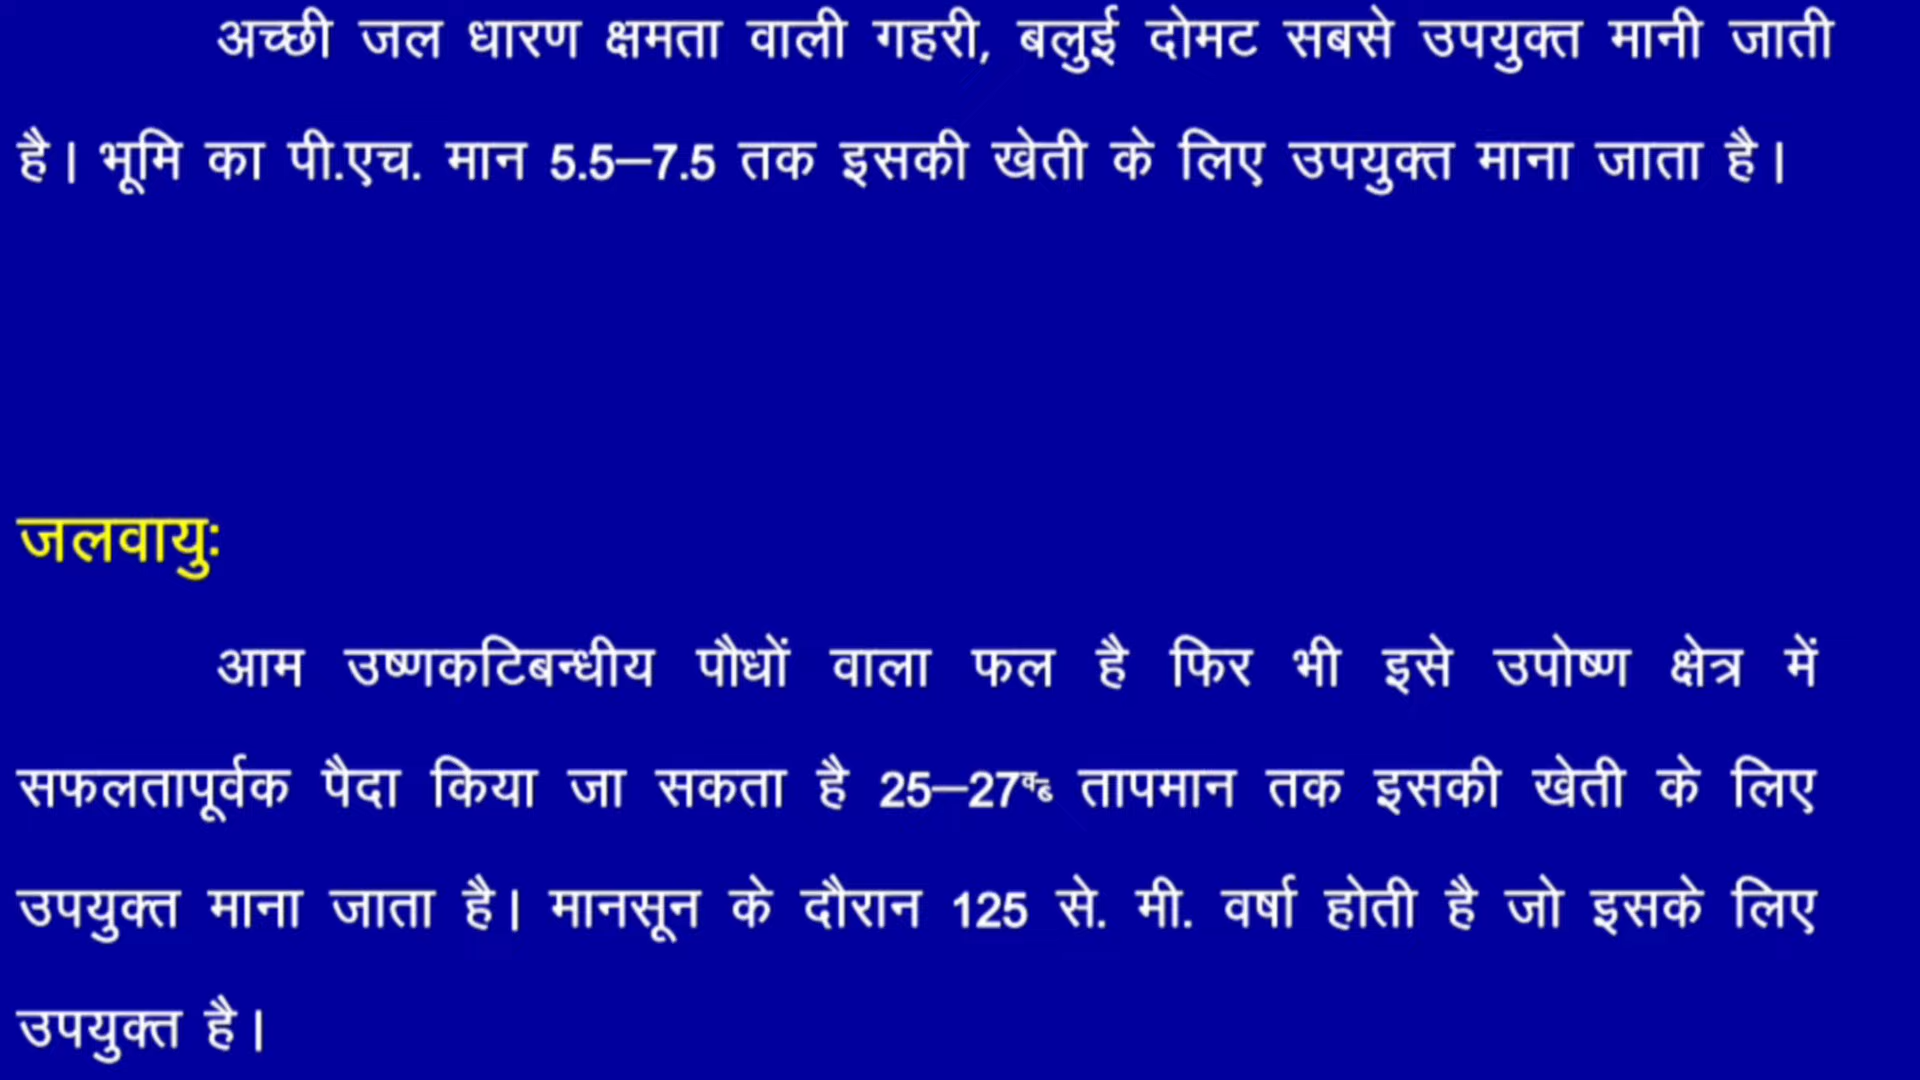 अच्छी जल धारण क्षमता वाली गहरी, बलुई दोमट सबसे उपयुक्त मानी जाती
है। भूमि का पी.एच. मान 5.5–7.5 तक इसकी खेती के लिए उपयुक्त माना जाता है।
जलवायुः
आम उष्णकटिबन्धीय पौधों वाला फल है फिर भी इसे उपोष्ण क्षेत्र में
सफलतापूर्वक पैदा किया जा सकता है 25–27 तापमान तक इसकी खेती के लिए
उपयुक्त माना जाता है। मानसून के दौरान 125 से. मी. वर्षा होती है जो इसके लिए
उपयुक्त है।